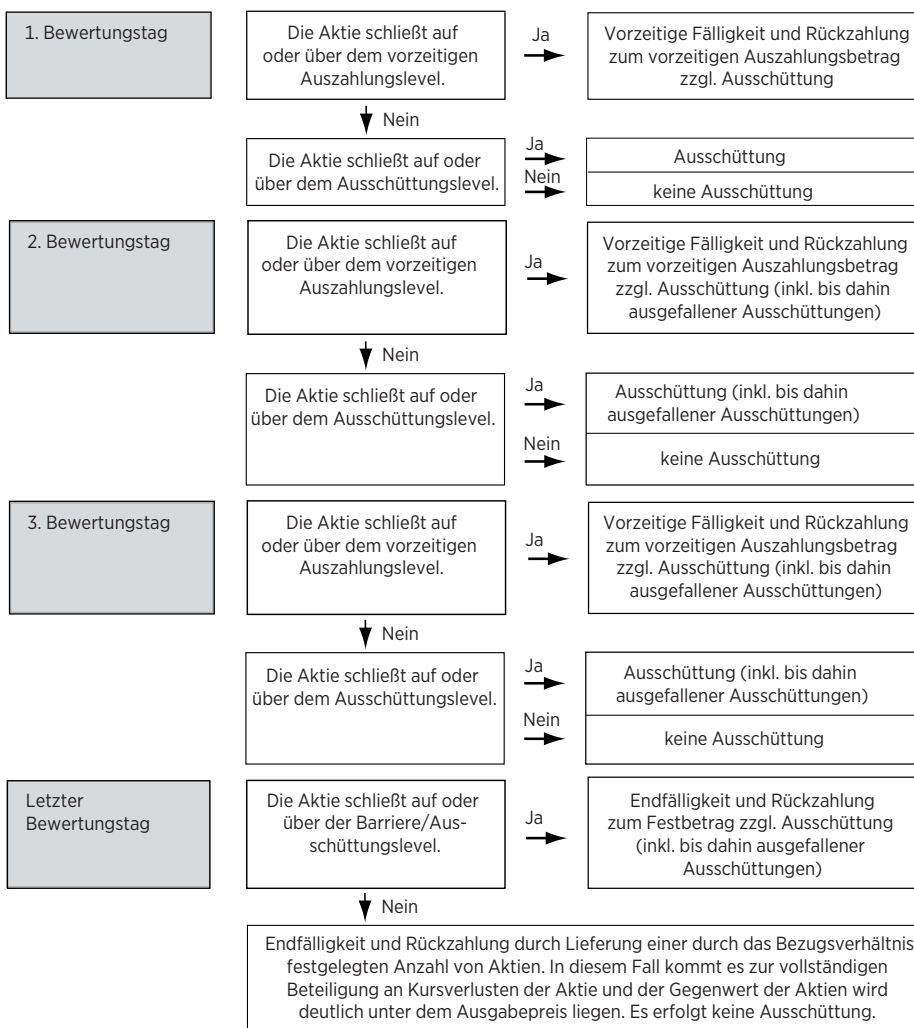 1. Bewertungstag
Die Aktie schließt auf
oder über dem vorzeitigen
Auszahlungslevel.
Ja
Vorzeitige Fälligkeit und Rückzahlung
zum vorzeitigen Auszahlungsbetrag
zzgl. Ausschüttung
Nein
Die Aktie schließt auf oder
über dem Ausschüttungslevel.
Ja
Ausschüttung
Nein
keine Ausschüttung
2. Bewertungstag
Die Aktie schließt auf
oder über dem vorzeitigen
Auszahlungslevel.
Ja
Vorzeitige Fälligkeit und Rückzahlung
zum vorzeitigen Auszahlungsbetrag
zzgl. Ausschüttung (inkl. bis dahin
ausgefallener Ausschüttungen)
Nein
Die Aktie schließt auf oder
über dem Ausschüttungslevel.
Ja
Ausschüttung (inkl. bis dahin
ausgefallener Ausschüttungen)
Nein
keine Ausschüttung
3. Bewertungstag
Die Aktie schließt auf
oder über dem vorzeitigen
Auszahlungslevel.
Ja
Vorzeitige Fälligkeit und Rückzahlung
zum vorzeitigen Auszahlungsbetrag
zzgl. Ausschüttung (inkl. bis dahin
ausgefallener Ausschüttungen)
Nein
Die Aktie schließt auf oder
über dem Ausschüttungslevel.
Ja
Ausschüttung (inkl. bis dahin
ausgefallener Ausschüttungen)
Nein
keine Ausschüttung
Letzter
Bewertungstag
Die Aktie schließt auf oder
über der Barriere/Aus-
schüttungslevel.
Ja
Endfälligkeit und Rückzahlung
zum Festbetrag zzgl. Ausschüttung
(inkl. bis dahin ausgefallener
Ausschüttungen)
Nein
Endfälligkeit und Rückzahlung durch Lieferung einer durch das Bezugsverhältnis
festgelegten Anzahl von Aktien. In diesem Fall kommt es zur vollständigen
Beteiligung an Kursverlusten der Aktie und der Gegenwert der Aktien wird
deutlich unter dem Ausgabepreis liegen. Es erfolgt keine Ausschüttung.